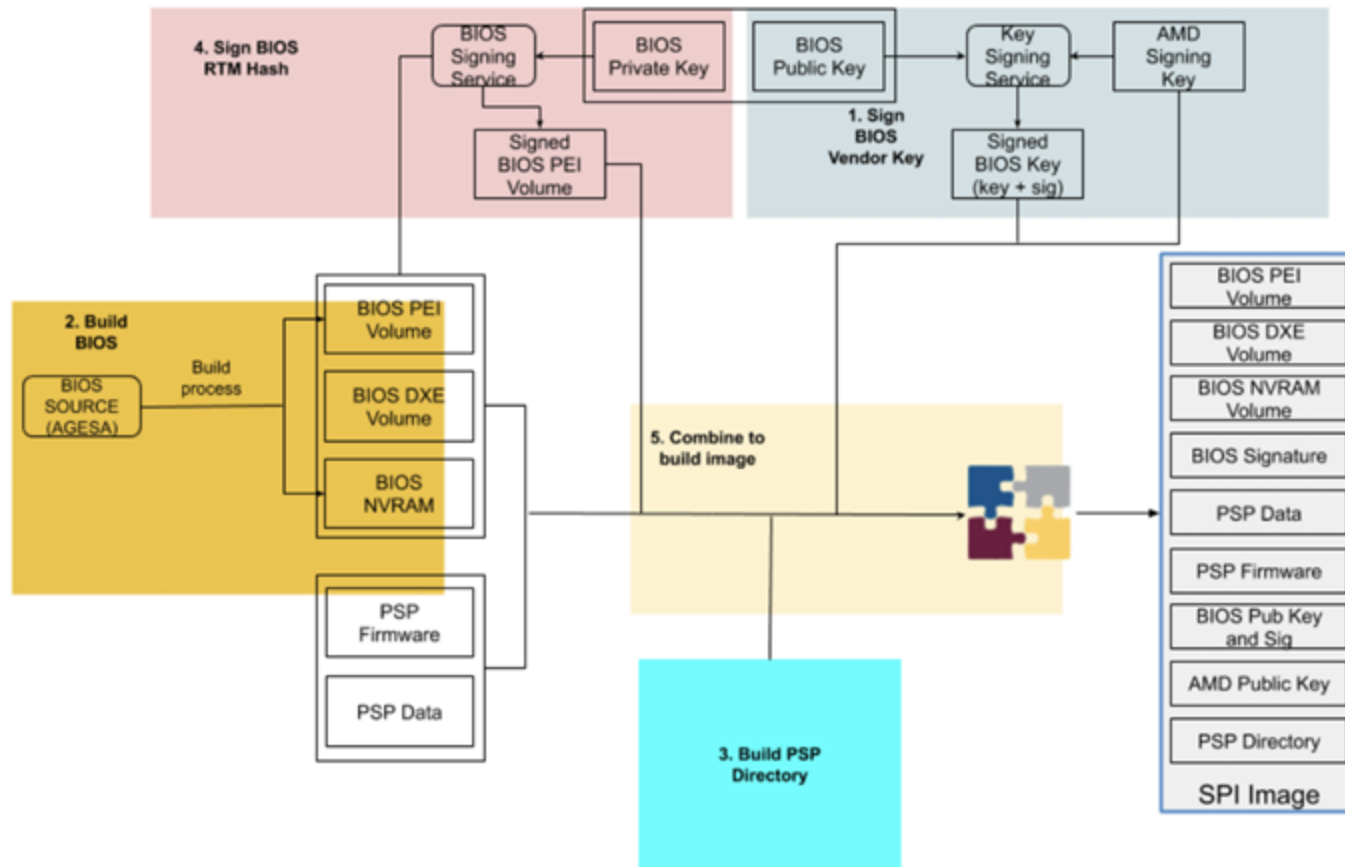 4. Sign BIOS
RTM Hash
BIOS
Signing
Service
BIOS
Private Key
BIOS
Public Key
Key
Signing
Service
AMD
Signing
Key
1. Sign
BIOS
Vendor Key
Signed
BIOS PEI
Volume
Signed
BIOS Key
(key + sig)
2. Build
BIOS
BIOS
SOURCE
(AGESA)
Build
process
BIOS PEI
Volume
BIOS DXE
Volume
BIOS
NVRAM
PSP
Firmware
PSP Data
5. Combine to
build image
3. Build PSP
Directory
BIOS PEI
Volume
BIOS DXE
Volume
BIOS NVRAM
Volume
BIOS Signature
PSP Data
PSP Firmware
BIOS Pub Key
and Sig
AMD Public Key
PSP Directory
SPI Image